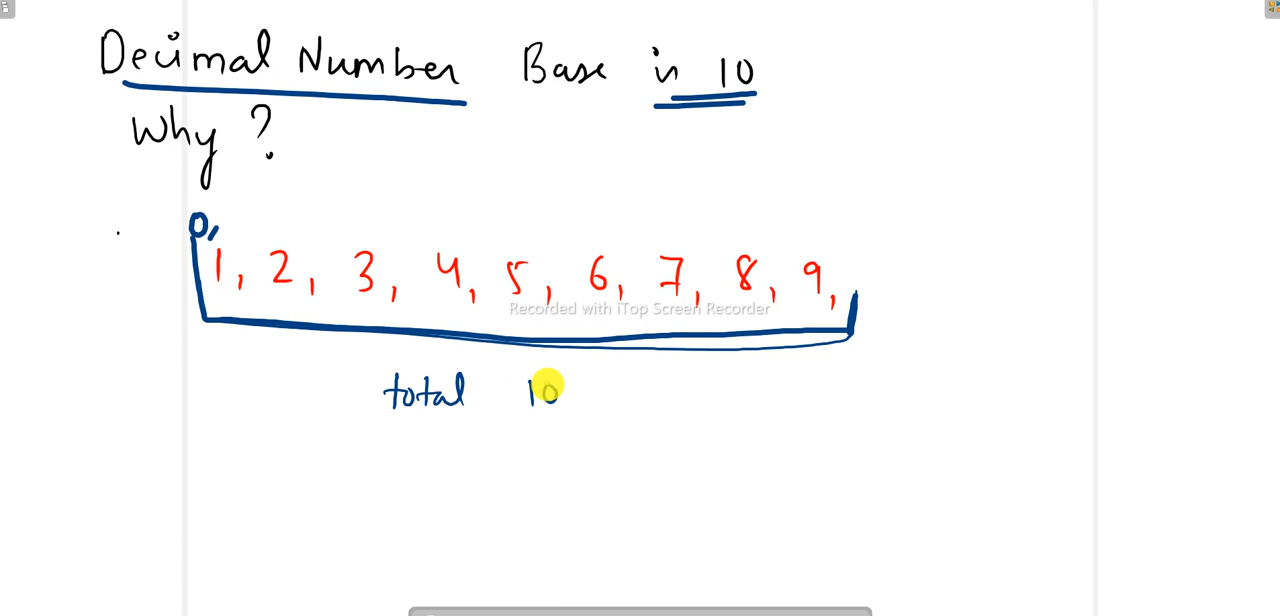 Decimal Number Base in 10
Why ?
0,
1, 2, 3, 4, 5, 6, 7, 8, 9,
Recorded with iTop Screen Recorder
total 10